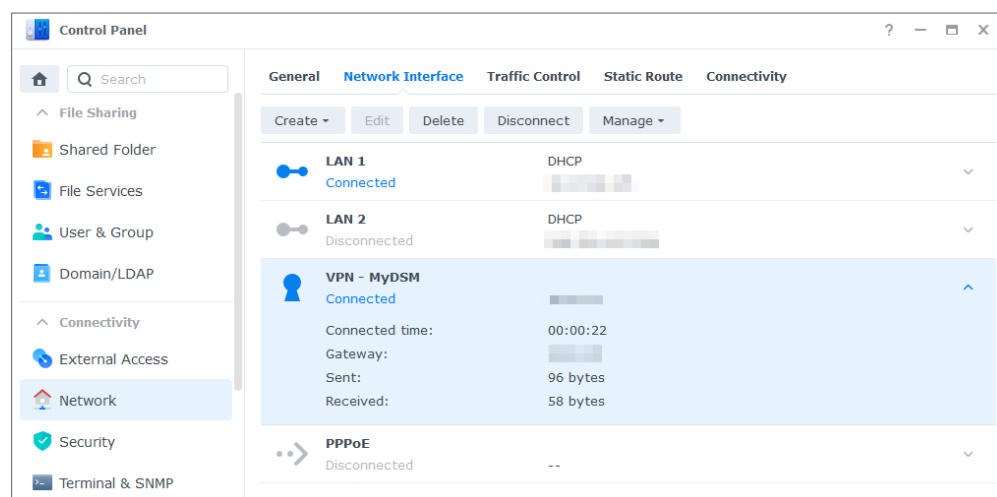 Control Panel
?
Search
General Network Interface Traffic Control Static Route Connectivity
File Sharing
Create Edit Delete Disconnect Manage
Shared Folder
File Services
User & Group
Domain/LDAP
Connectivity
External Access
Network
Security
Terminal & SNMP
LAN 1 DHCP
Connected
LAN 2 DHCP
Disconnected
VPN - MyDSM
Connected
Connected time: 00:00:22
Gateway:
Sent: 96 bytes
Received: 58 bytes
PPPoE
Disconnected --